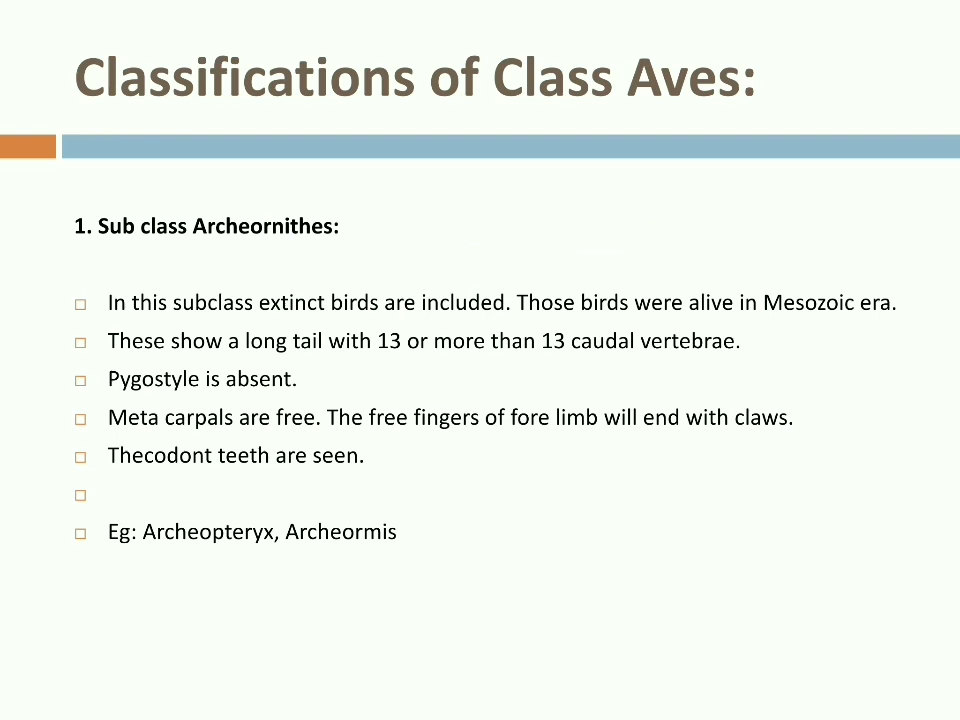 Classifications of Class Aves:
1. Sub class Archeornithes:
In this subclass extinct birds are included. Those birds were alive in Mesozoic era.
These show a long tail with 13 or more than 13 caudal vertebrae.
Pygostyle is absent.
Meta carpals are free. The free fingers of fore limb will end with claws.
Thecodont teeth are seen.
Eg: Archeopteryx, Archeormis